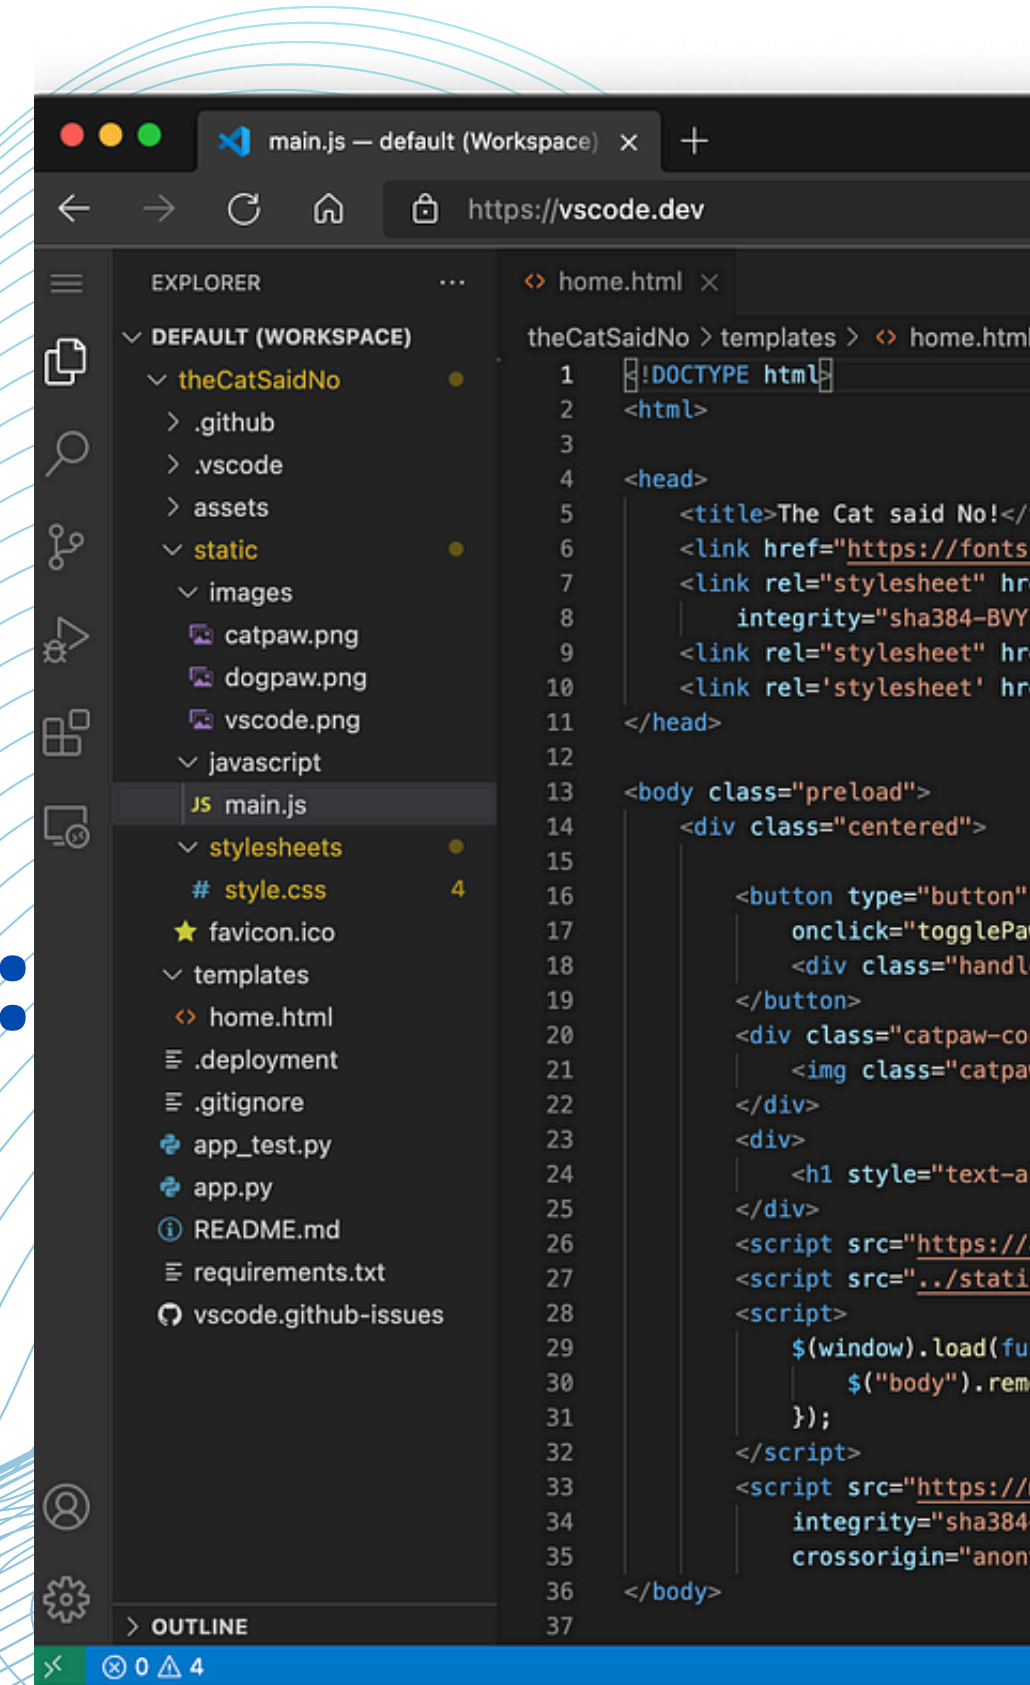 main.js — default (Workspace)
https://vscode.dev
EXPLORER
DEFAULT (WORKSPACE)
theCatSaidNo
.github
.vscode
assets
static
images
catpaw.png
dogpaw.png
vscode.png
javascript
JS main.js
stylesheets
# style.css 4
favicon.ico
templates
<> home.html
.deployment
.gitignore
app_test.py
app.py
README.md
requirements.txt
vscode.github-issues
OUTLINE
0 4
<> home.html
theCatSaidNo > templates > <> home.html
1 <!DOCTYPE html>
2 <html>
3
4 <head>
5 <title>The Cat said No!</
6 <link href="https://fonts
7 <link rel="stylesheet" hr
8 integrity="sha384-BVY
9 <link rel="stylesheet" hr
10 <link rel='stylesheet' hr
11 </head>
12
13 <body class="preload">
14 <div class="centered">
15
16 <button type="button"
17 onclick="togglePa
18 <div class="handl
19 </button>
20 <div class="catpaw-co
21 <img class="catpa
22 </div>
23 <div>
24 <h1 style="text-a
25 </div>
26 <script src="https://
27 <script src="../stati
28 <script>
29 $(window).load(fu
30 $("body").rem
31 });
32 </script>
33 <script src="https://
34 integrity="sha384
35 crossorigin="anon
36 </body>
37